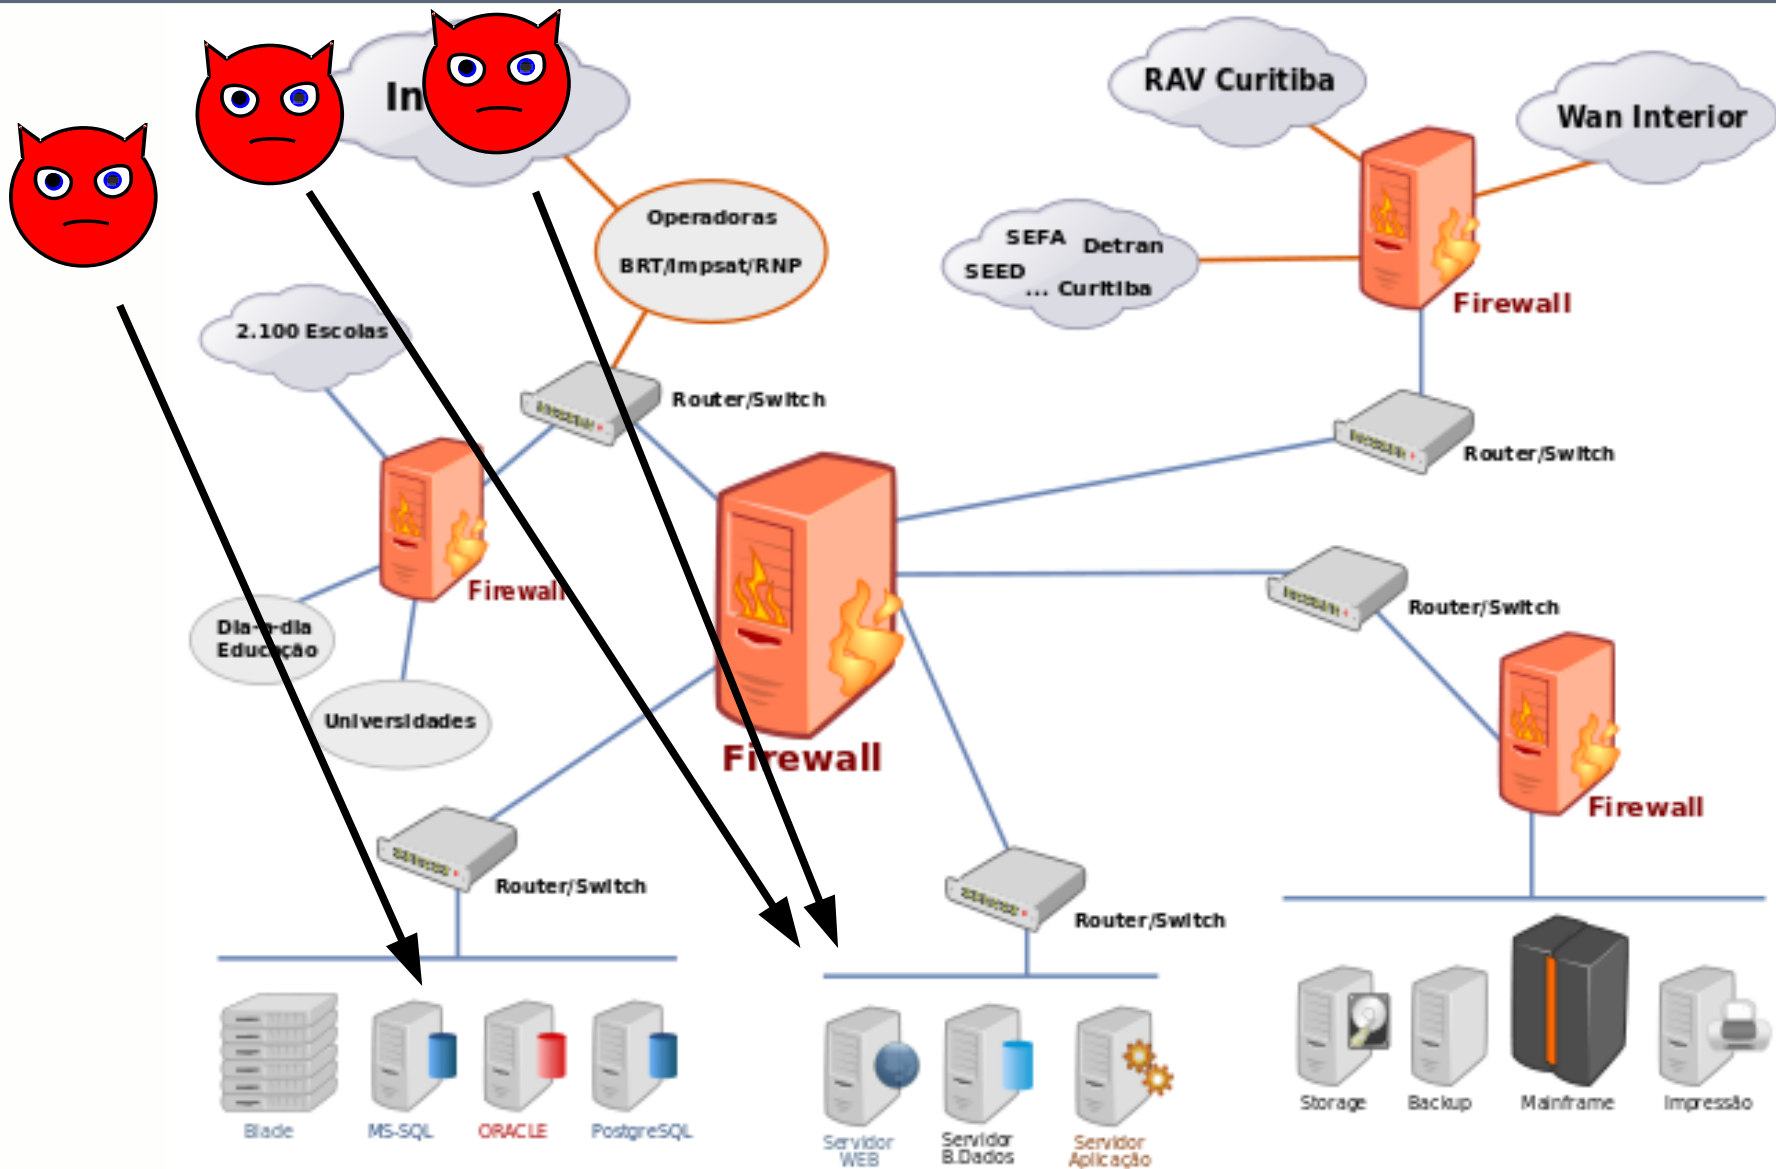 In
RAV Curitiba
Wan Interior
Operadoras
BRT/Impsat/RNP
SEFA
Detran
SEED
... Curitiba
Firewall
2.100 Escolas
Router/Switch
Router/Switch
Firewall
Router/Switch
Dia-a-dia
Educação
Universidades
Firewall
Firewall
Router/Switch
Router/Switch
Blade
MS-SQL
ORACLE
PostgreSQL
Servidor
WEB
Servidor
B.Dados
Servidor
Aplicação
Storage
Backup
Mainframe
Impressão